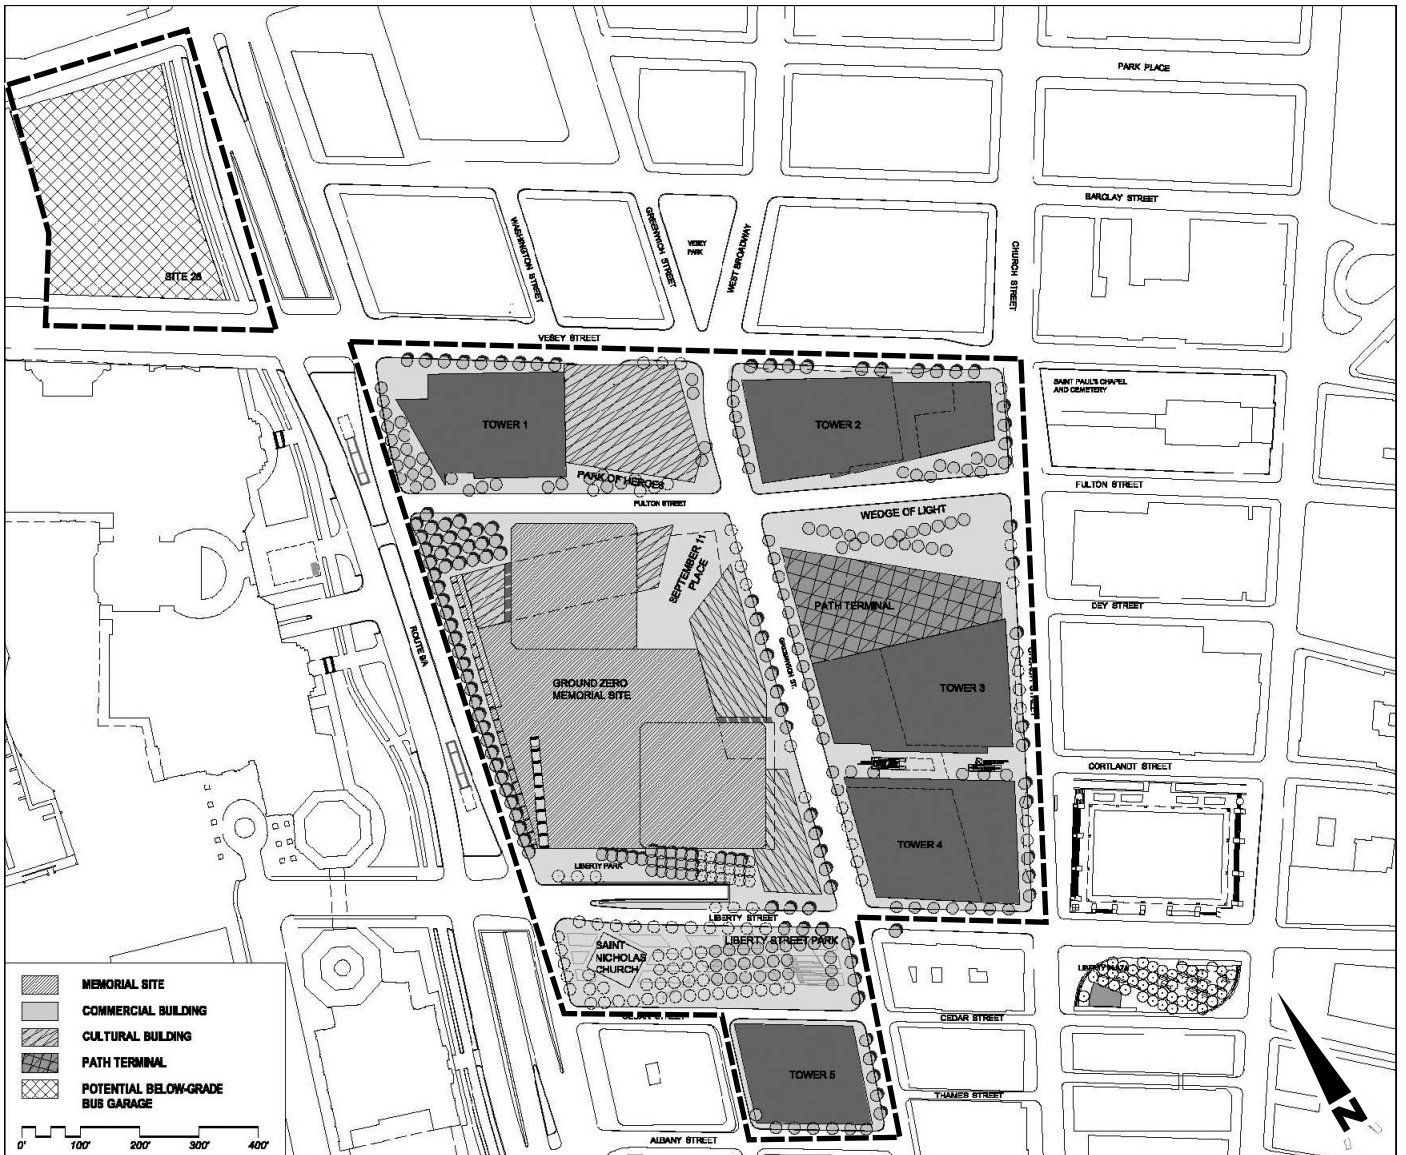 PARK PLACE
BARCLAY STREET
WASHINGTON STREET
GREENWICH STREET
VESEY
PARK
WEST BROADWAY
CHURCH STREET
SITE 26
VESEY STREET
SAINT PAUL'S CHAPEL
AND CEMETERY
TOWER 1
TOWER 2
PARK OF HEROES
FULTON STREET
FULTON STREET
WEDGE OF LIGHT
SEPTEMBER 11
PLACE
PATH TERMINAL
DEY STREET
ROUTE 9A
GREENWICH ST.
CHURCH STREET
GROUND ZERO
MEMORIAL SITE
TOWER 3
CORTLANDT STREET
TOWER 4
LIBERTY PARK
LIBERTY STREET
LIBERTY STREET PARK
SAINT
NICHOLAS
CHURCH
LIBERTY PLAZA
CEDAR STREET
CEDAR STREET
TOWER 5
THAMES STREET
ALBANY STREET
MEMORIAL SITE
COMMERCIAL BUILDING
CULTURAL BUILDING
PATH TERMINAL
POTENTIAL BELOW-GRADE
BUS GARAGE
0' 100' 200' 300' 400'
N